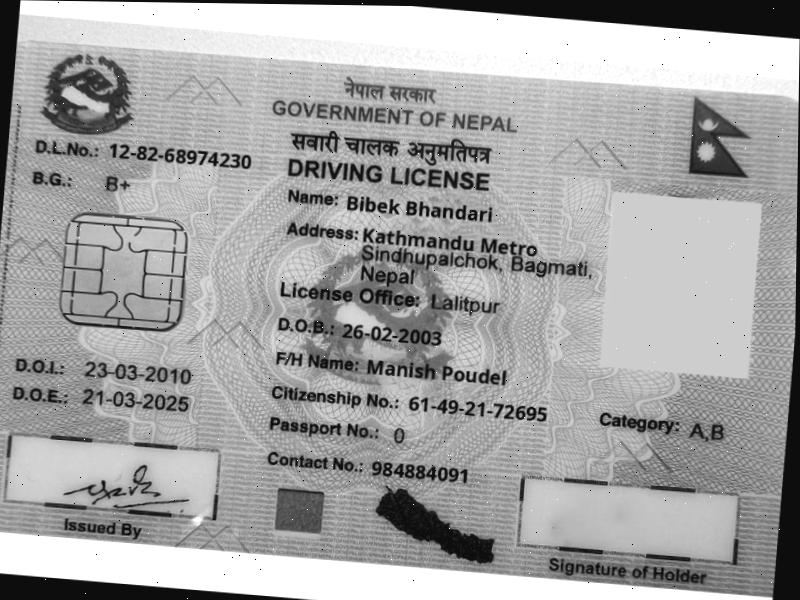 नेपाल सरकार
GOVERNMENT OF NEPAL
सवारी चालक अनुमतिपत्र
DRIVING LICENSE
D.L.No.: 12-82-68974230
B.G.: B+
Name: Bibek Bhandari
Address: Kathmandu Metro
Sindhupalchok, Bagmati,
Nepal
License Office: Lalitpur
D.O.B.: 26-02-2003
F/H Name: Manish Poudel
D.O.I.: 23-03-2010
D.O.E.: 21-03-2025
Citizenship No.: 61-49-21-72695
Category: A,B
Passport No.: 0
Contact No.: 984884091
Issued By
Signature of Holder